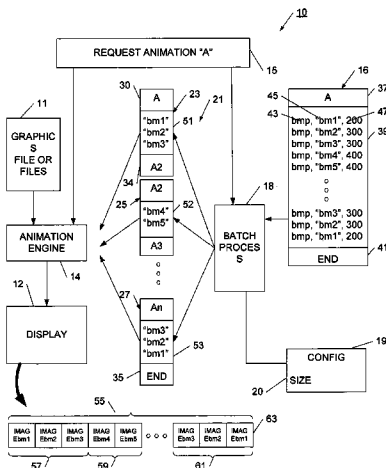 10
REQUEST ANIMATION "A"
15
11
GRAPHIC
S
FILE OR
FILES
ANIMATION
ENGINE
14
12
DISPLAY
30
A
23
21
"bm1"
51
"bm2"
"bm3"
A2
34
25
A2
"bm4"
52
"bm5"
A3
27
An
"bm3"
"bm2"
53
"bm1"
35
END
18
BATCH
PROCES
S
45
16
A
37
43
bmp, "bm1", 200
47
bmp, "bm2", 300
39
bmp, "bm3", 300
bmp, "bm4", 400
bmp, "bm5", 400
bmp, "bm3", 300
bmp, "bm2", 300
bmp, "bm1", 200
END
41
CONFIG
19
20
SIZE
55
IMAG
Ebm1
IMAG
Ebm2
IMAG
Ebm3
IMAG
Ebm4
IMAG
Ebm5
IMAG
Ebm3
IMAG
Ebm2
IMAG
Ebm1
63
57
59
61